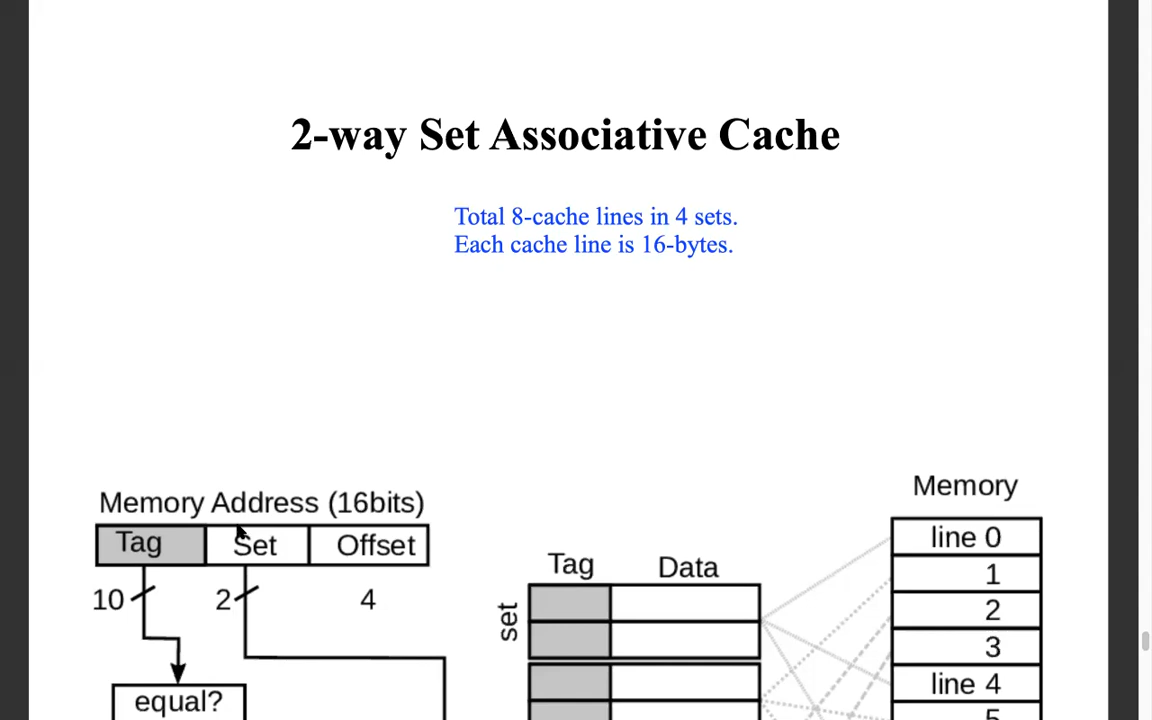 2-way Set Associative Cache
Total 8-cache lines in 4 sets.
Each cache line is 16-bytes.
Memory Address (16bits)
Tag Set Offset
10 2 4
equal?
Tag Data
set
Memory
line 0
1
2
3
line 4
5